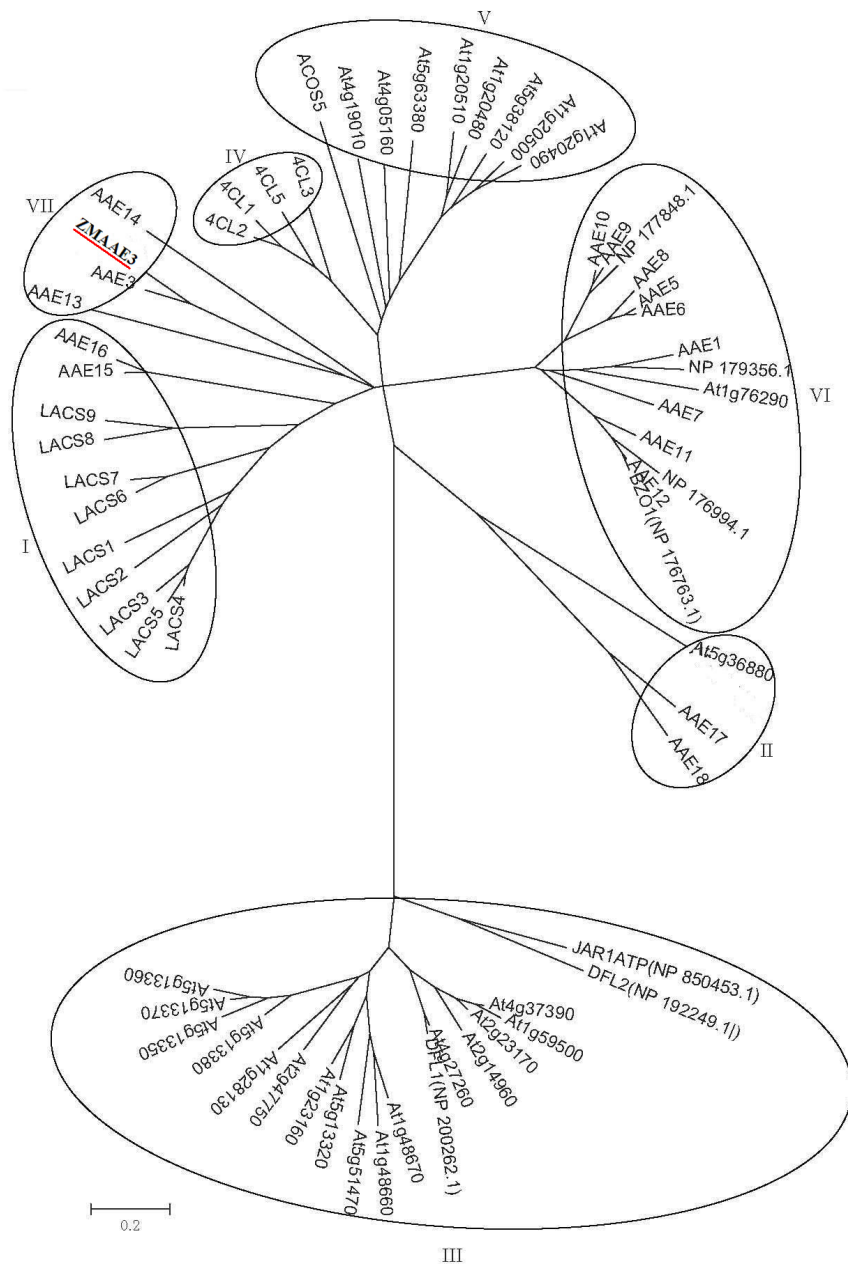 V
ACOS5
At4g19010
At4g05160
At5g63380
At1g20510
At1g20480
At5g38120
At1g20500
At1g20490
IV
4CL1
4CL2
4CL5
4CL3
VII
AAE14
ZMAAE3
AAE3
AAE13
AAE10
AAE9
NP 177848.1
AAE8
AAE5
AAE6
AAE1
NP 179356.1
At1g76290
AAE7
AAE11
NP 176994.1
AAE12
BZO1(NP 176763.1)
VI
AAE16
AAE15
LACS9
LACS8
LACS7
LACS6
LACS1
LACS2
LACS3
LACS5
LACS4
I
At5g36880
AAE17
AAE18
II
JAR1ATP(NP 850453.1)
DFL2(NP 192249.1|)
At4g37390
At1g59500
At2g23170
At2g14960
At4g27260
DFL1(NP 200262.1)
At1g48670
At1g48660
At5g51470
At5g13320
At1g23160
At2g47750
At1g28130
At5g13380
At5g13350
At5g13370
At5g13360
0.2
III